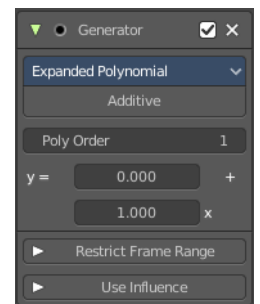 Generator
Expanded Polynomial
Additive
Poly Order 1
y = 0.000 +
1.000 x
Restrict Frame Range
Use Influence